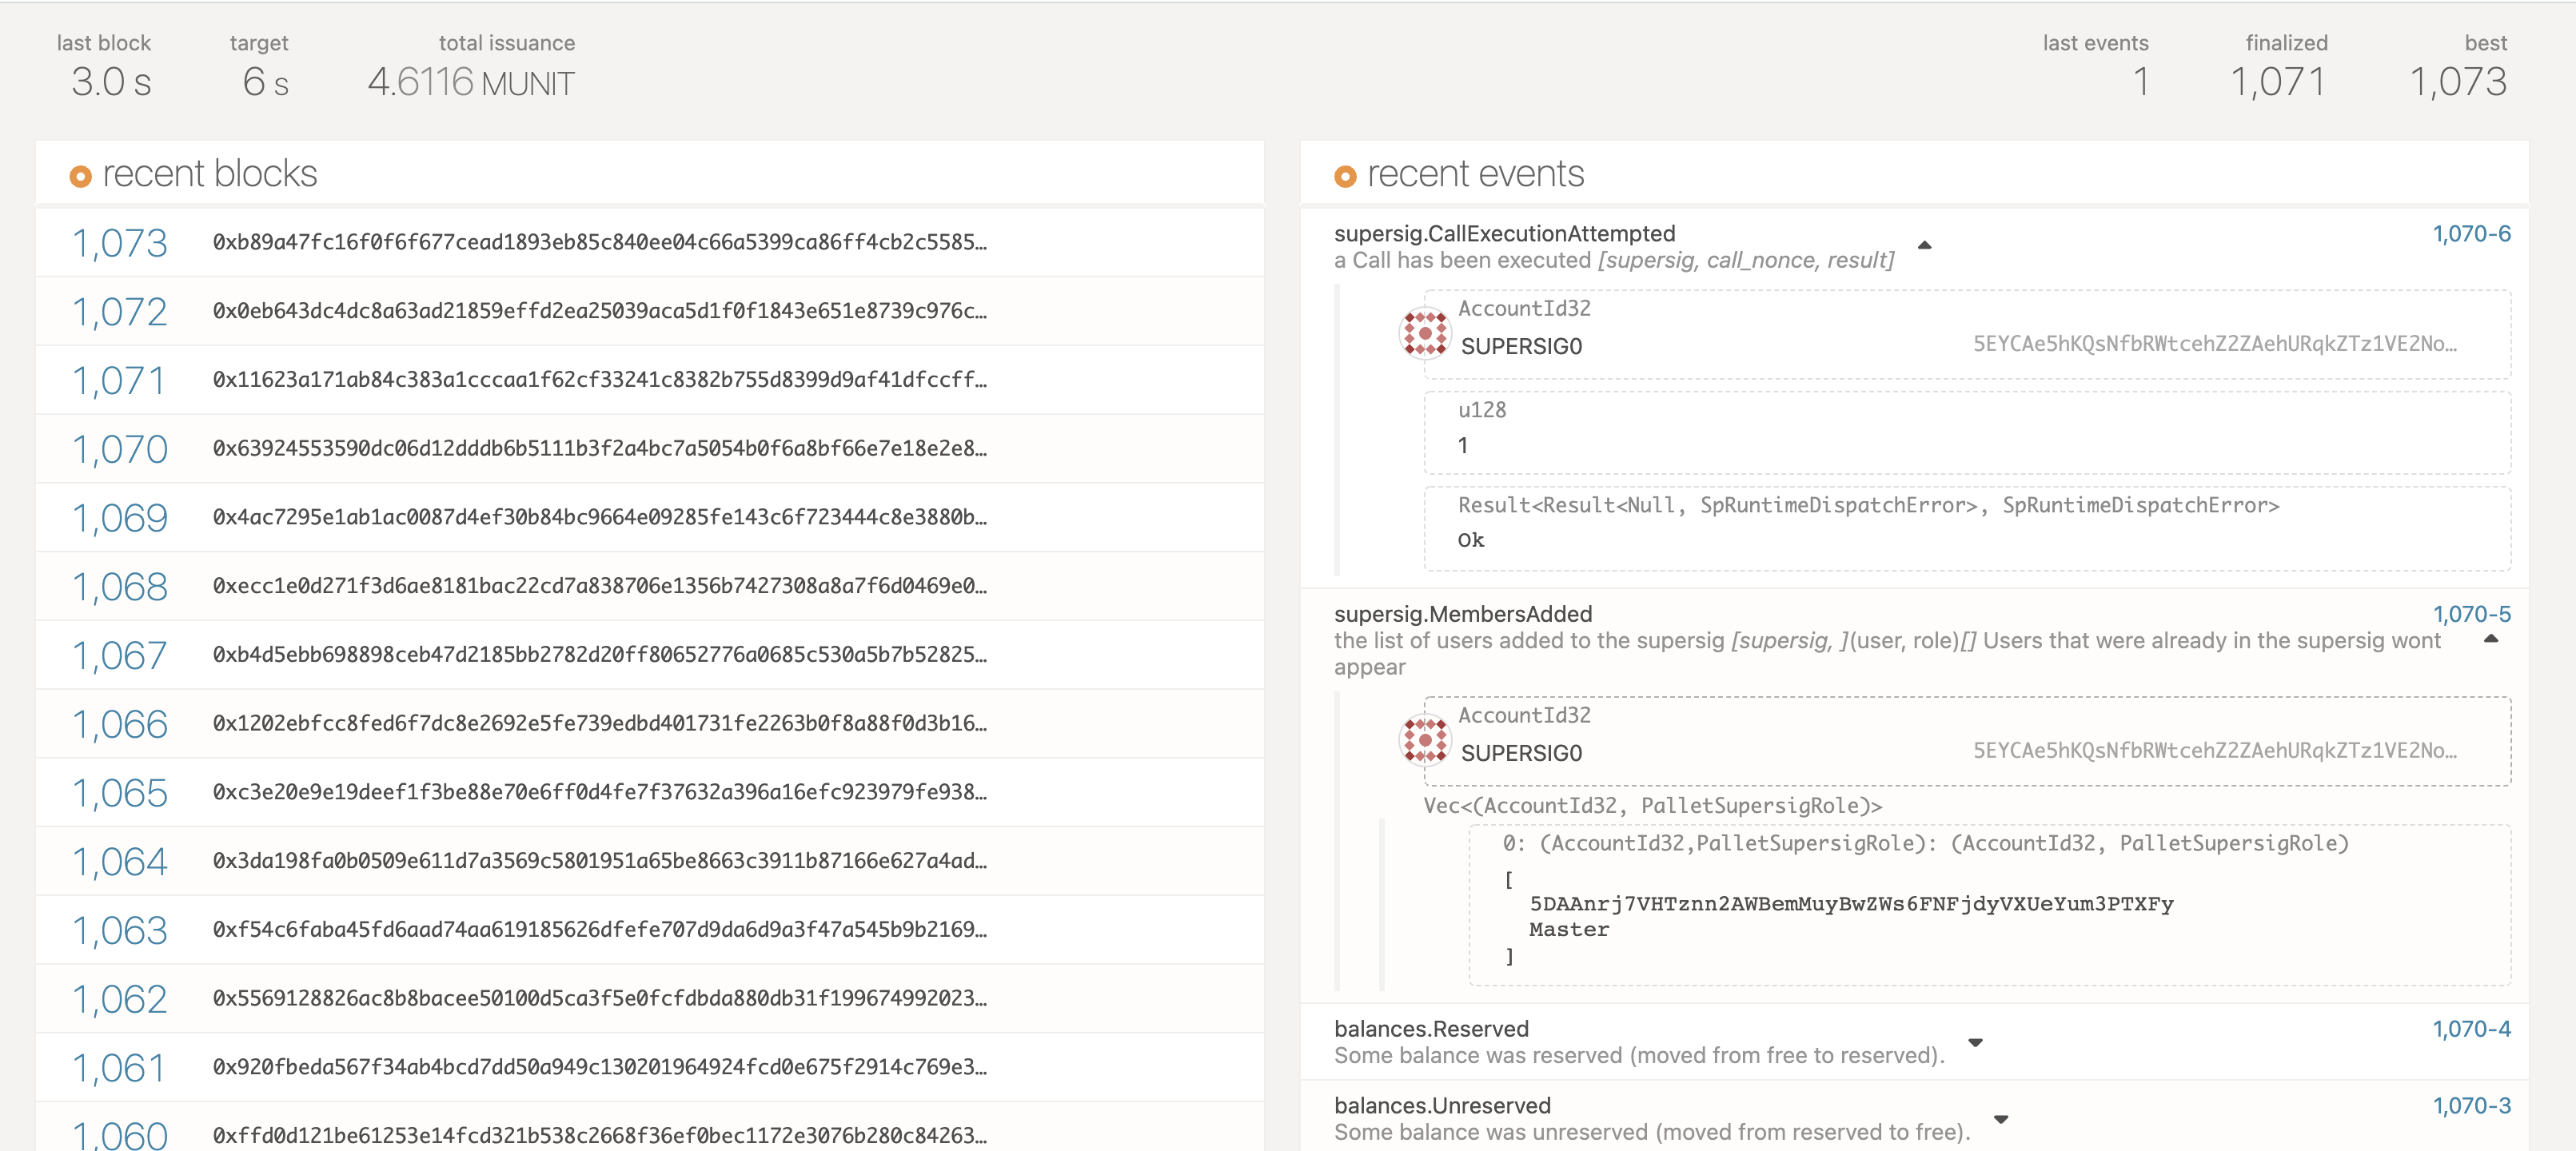 last block
3.0 s
target
6 s
total issuance
4.6116 MUNIT
last events
1
finalized
1,071
best
1,073
recent blocks
1,073 0xb89a47fc16f0f6f677cead1893eb85c840ee04c66a5399ca86ff4cb2c5585…
1,072 0x0eb643dc4dc8a63ad21859effd2ea25039aca5d1f0f1843e651e8739c976c…
1,071 0x11623a171ab84c383a1cccaa1f62cf33241c8382b755d8399d9af41dfccff…
1,070 0x63924553590dc06d12dddb6b5111b3f2a4bc7a5054b0f6a8bf66e7e18e2e8…
1,069 0x4ac7295e1ab1ac0087d4ef30b84bc9664e09285fe143c6f723444c8e3880b…
1,068 0xecc1e0d271f3d6ae8181bac22cd7a838706e1356b7427308a8a7f6d0469e0…
1,067 0xb4d5ebb698898ceb47d2185bb2782d20ff80652776a0685c530a5b7b52825…
1,066 0x1202ebfcc8fed6f7dc8e2692e5fe739edbd401731fe2263b0f8a88f0d3b16…
1,065 0xc3e20e9e19deef1f3be88e70e6ff0d4fe7f37632a396a16efc923979fe938…
1,064 0x3da198fa0b0509e611d7a3569c5801951a65be8663c3911b87166e627a4ad…
1,063 0xf54c6faba45fd6aad74aa619185626dfefe707d9da6d9a3f47a545b9b2169…
1,062 0x5569128826ac8b8bacee50100d5ca3f5e0fcfdbda880db31f199674992023…
1,061 0x920fbeda567f34ab4bcd7dd50a949c130201964924fcd0e675f2914c769e3…
1,060 0xffd0d121be61253e14fcd321b538c2668f36ef0bec1172e3076b280c84263…
recent events
supersig.CallExecutionAttempted 1,070-6
a Call has been executed [supersig, call_nonce, result]
AccountId32
SUPERSIG0 5EYCAe5hKQsNfbRWtcehZ2ZAehURqkZTz1VE2No…
u128
1
Result<Result<Null, SpRuntimeDispatchError>, SpRuntimeDispatchError>
Ok
supersig.MembersAdded 1,070-5
the list of users added to the supersig [supersig, ](user, role)[] Users that were already in the supersig wont
appear
AccountId32
SUPERSIG0 5EYCAe5hKQsNfbRWtcehZ2ZAehURqkZTz1VE2No…
Vec<(AccountId32, PalletSupersigRole)>
0: (AccountId32,PalletSupersigRole): (AccountId32, PalletSupersigRole)
[
5DAAnrj7VHTznn2AWBemMuyBwZWs6FNFjdyVXUeYum3PTXFy
Master
]
balances.Reserved 1,070-4
Some balance was reserved (moved from free to reserved).
balances.Unreserved 1,070-3
Some balance was unreserved (moved from reserved to free).